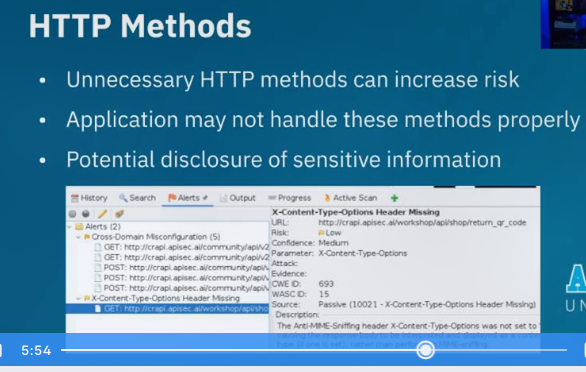 HTTP Methods
• Unnecessary HTTP methods can increase risk
• Application may not handle these methods properly
• Potential disclosure of sensitive information
History Search Alerts Output Progress Active Scan
Alerts (2)
Cross-Domain Misconfiguration (5)
GET: http://crapi.apisec.ai/community/api/v2
GET: http://crapi.apisec.ai/community/api/v
POST: http://crapi.apisec.ai/community/api/
POST: http://crapi.apisec.ai/community/api/
POST: http://crapi.apisec.ai/community/api/
X-Content-Type-Options Header Missing
GET: http://crapi.apisec.ai/workshop/api/sho
X-Content-Type-Options Header Missing
URL: http://crapi.apisec.ai/workshop/api/shop/return_qr_code
Risk: Low
Confidence: Medium
Parameter: X-Content-Type-Options
Attack:
Evidence:
CWE ID: 693
WASC ID: 15
Source: Passive (10021 - X-Content-Type-Options Header Missing)
Description:
The Anti-MIME-Sniffing header X-Content-Type-Options was not set to
UN
5:54